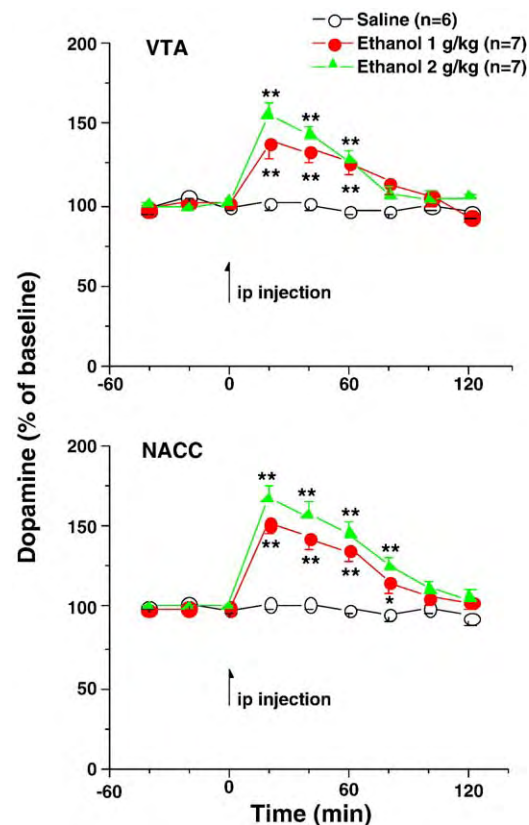 Saline (n=6)
Ethanol 1 g/kg (n=7)
Ethanol 2 g/kg (n=7)
VTA
200
150
100
50
0
** ** **
** ** **
ip injection
-60 0 60 120
Dopamine (% of baseline)
NACC
200
150
100
50
0
** ** ** **
** ** ** *
ip injection
-60 0 60 120
Time (min)